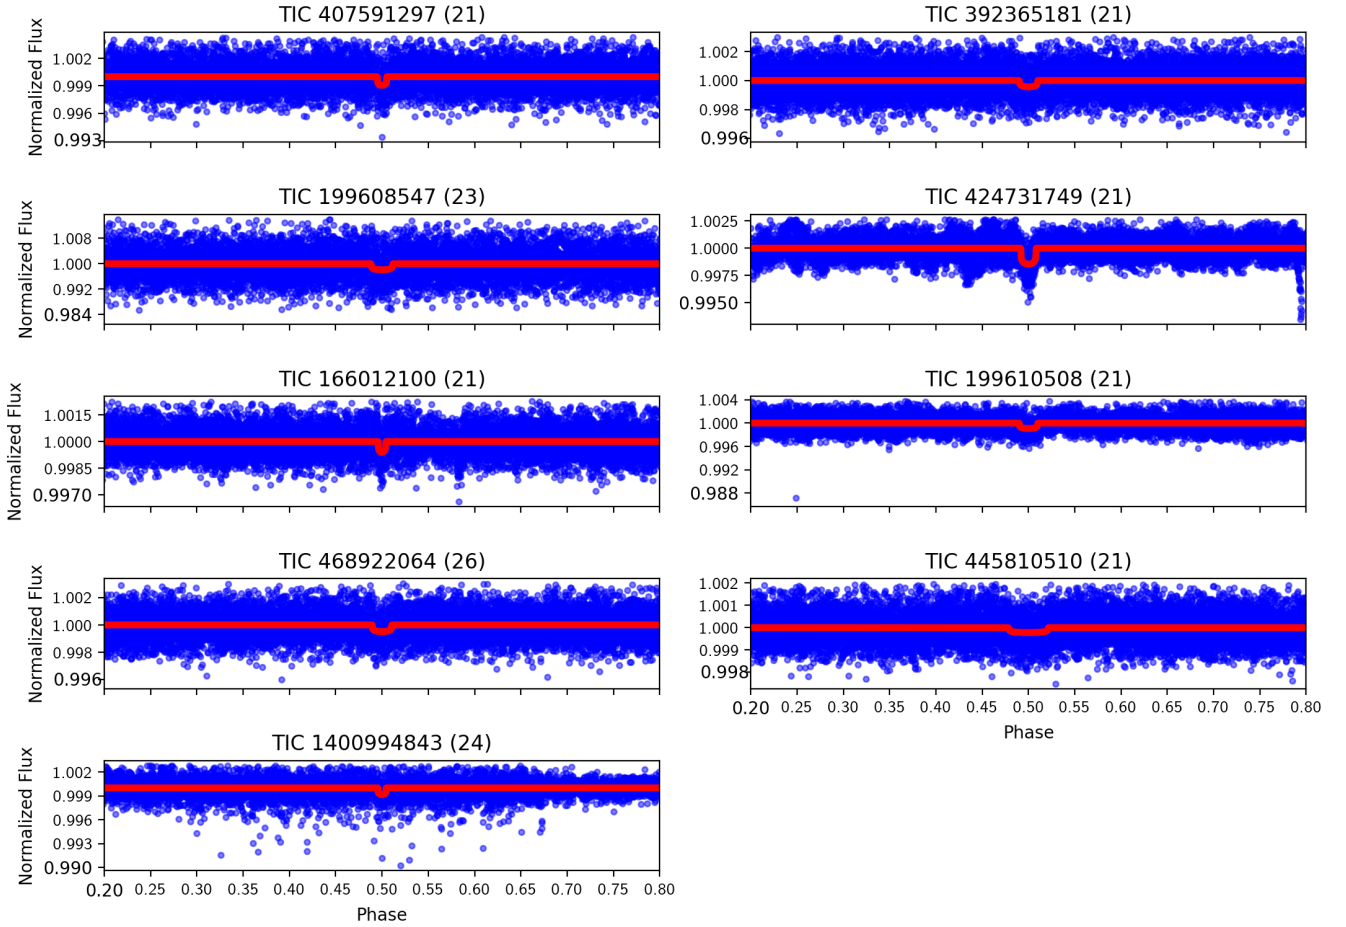 TIC 407591297 (21)
Normalized Flux
1.002
0.999
0.996
0.993
TIC 392365181 (21)
1.002
1.000
0.998
0.996
TIC 199608547 (23)
Normalized Flux
1.008
1.000
0.992
0.984
TIC 424731749 (21)
1.0025
1.0000
0.9975
0.9950
TIC 166012100 (21)
Normalized Flux
1.0015
1.0000
0.9985
0.9970
TIC 199610508 (21)
1.004
1.000
0.996
0.992
0.988
TIC 468922064 (26)
Normalized Flux
1.002
1.000
0.998
0.996
TIC 445810510 (21)
1.002
1.001
1.000
0.999
0.998
0.20 0.25 0.30 0.35 0.40 0.45 0.50 0.55 0.60 0.65 0.70 0.75 0.80
Phase
TIC 1400994843 (24)
Normalized Flux
1.002
0.999
0.996
0.993
0.990
0.20 0.25 0.30 0.35 0.40 0.45 0.50 0.55 0.60 0.65 0.70 0.75 0.80
Phase